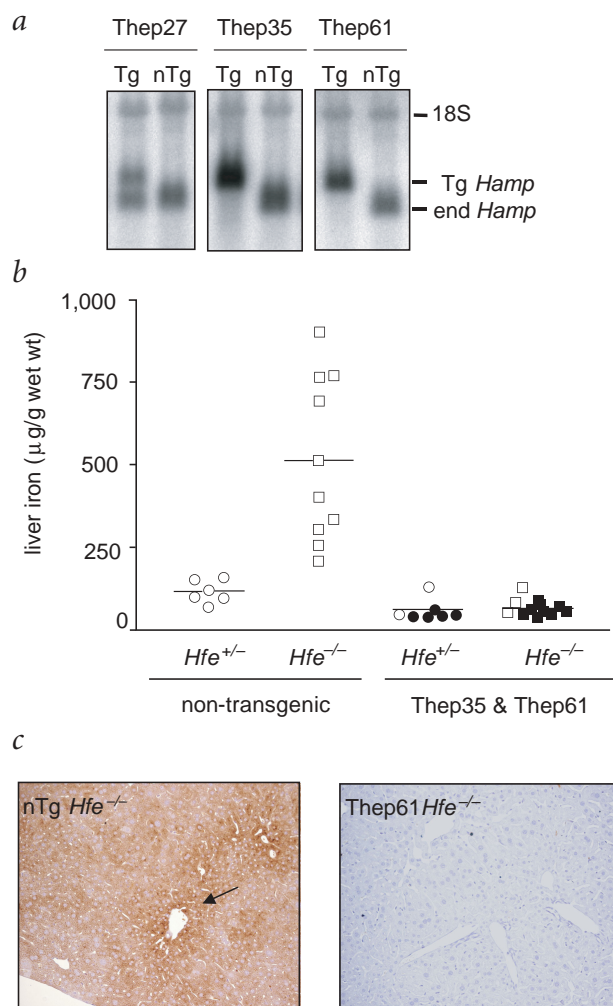 a
Thep27 Thep35 Thep61
Tg nTg Tg nTg Tg nTg
18S
Tg Hamp
end Hamp
b
liver iron (µg/g wet wt)
1,000
750
500
250
0
Hfe+/– Hfe–/– Hfe+/– Hfe–/–
non-transgenic Thep35 & Thep61
c
nTg Hfe–/– Thep61Hfe–/–